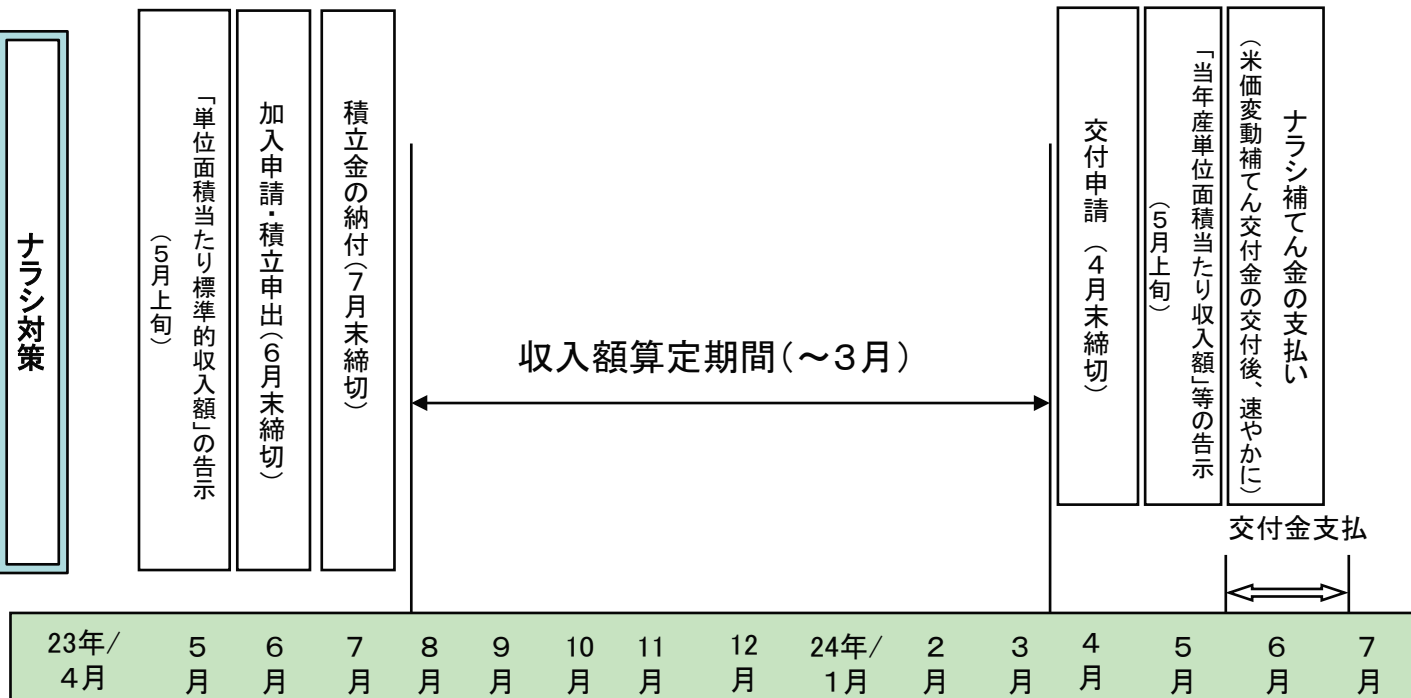 ナラシ対策
「単位面積当たり標準的収入額」の告示
（５月上旬）
加入申請・積立申出（６月末締切）
積立金の納付（７月末締切）
収入額算定期間（～３月）
交付申請（４月末締切）
「当年産単位面積当たり収入額」等の告示
（５月上旬）
ナラシ補てん金の支払い
（米価変動補てん交付金の交付後、速やかに）
交付金支払
23年/４月
５月
６月
７月
８月
９月
10月
11月
12月
24年/１月
２月
３月
４月
５月
６月
７月